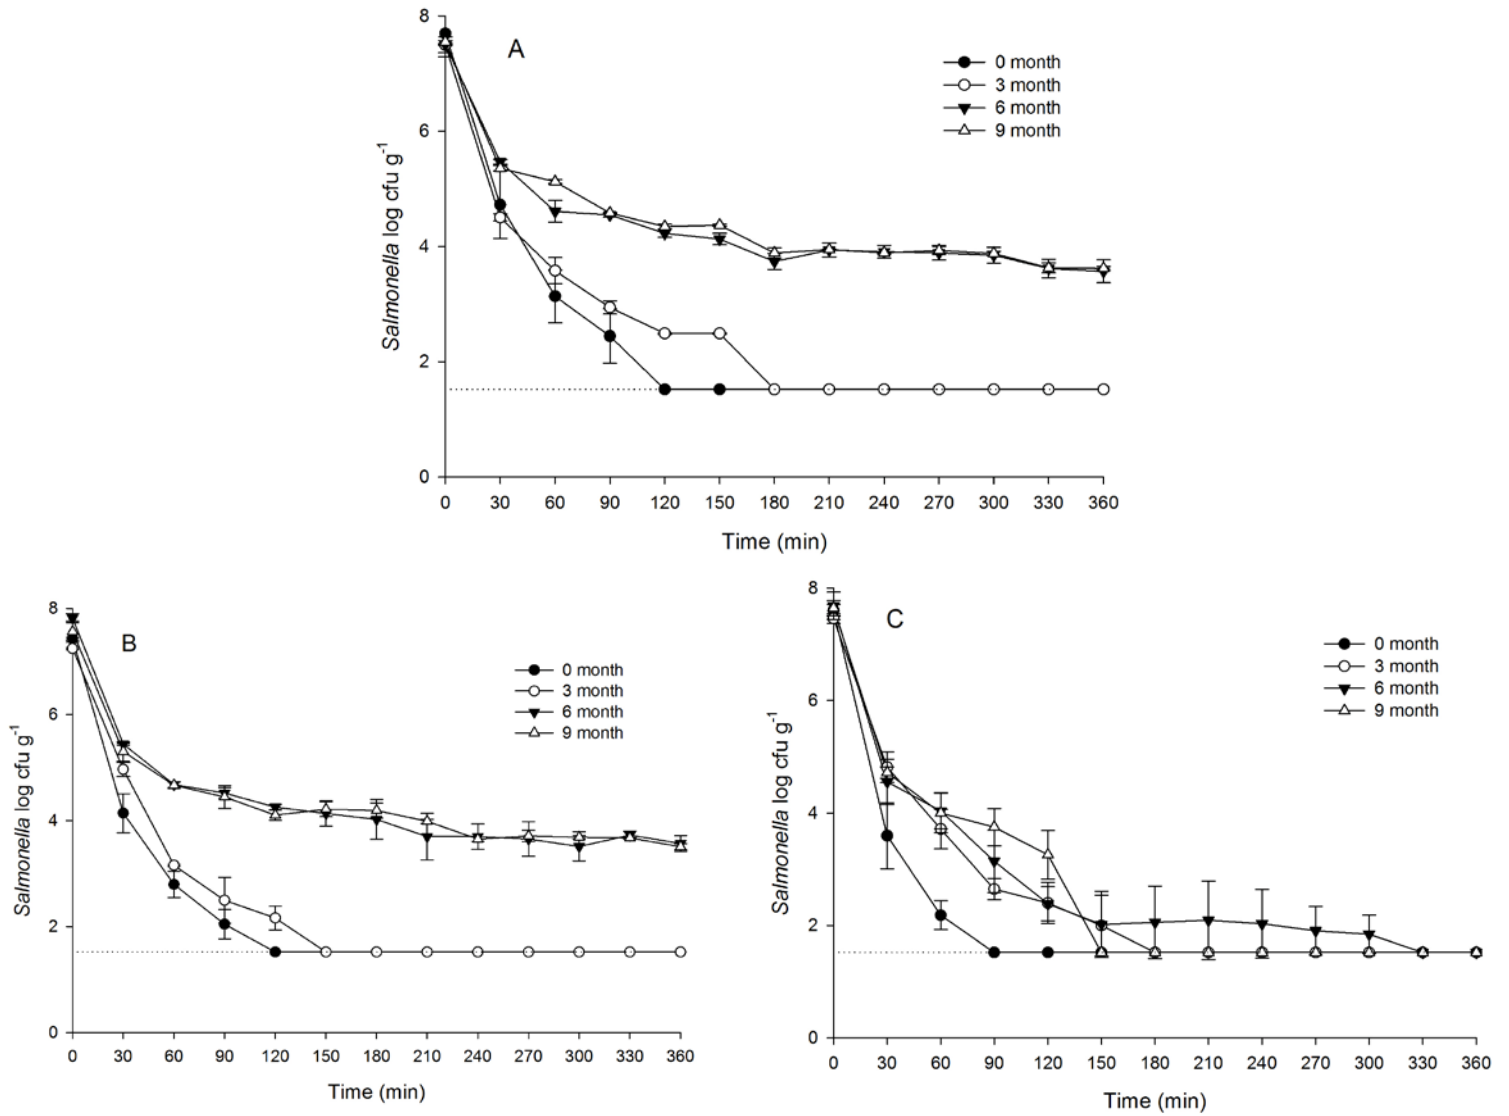 A
0 month
3 month
6 month
9 month
Salmonella log cfu g⁻¹
8
6
4
2
0
0 30 60 90 120 150 180 210 240 270 300 330 360
Time (min)
B
0 month
3 month
6 month
9 month
Salmonella log cfu g⁻¹
8
6
4
2
0
0 30 60 90 120 150 180 210 240 270 300 330 360
Time (min)
C
0 month
3 month
6 month
9 month
Salmonella log cfu g⁻¹
8
6
4
2
0
0 30 60 90 120 150 180 210 240 270 300 330 360
Time (min)